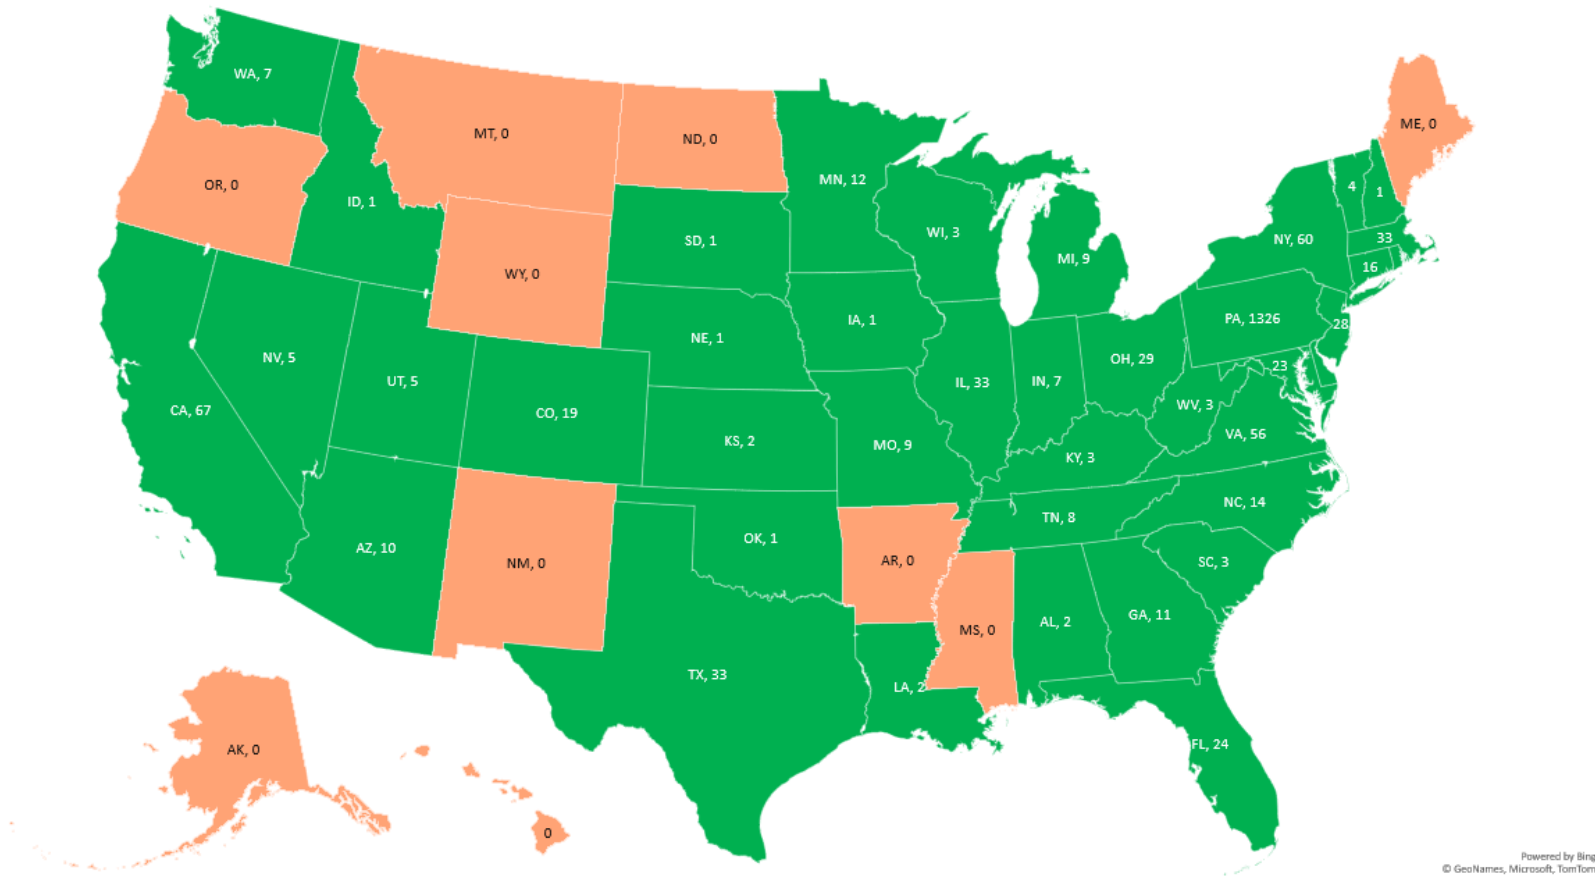 WA, 7
MT, 0
ND, 0
ME, 0
OR, 0
ID, 1
MN, 12
4
1
WI, 3
NY, 60
33
SD, 1
MI, 9
16
WY, 0
IA, 1
PA, 1326
28
NE, 1
NV, 5
OH, 29
23
UT, 5
IL, 33
IN, 7
CA, 67
CO, 19
WV, 3
VA, 56
KS, 2
MO, 9
KY, 3
NC, 14
TN, 8
AZ, 10
OK, 1
NM, 0
AR, 0
SC, 3
GA, 11
AL, 2
MS, 0
TX, 33
LA, 2
FL, 24
AK, 0
0
Powered by Bing
© GeoNames, Microsoft, TomTom